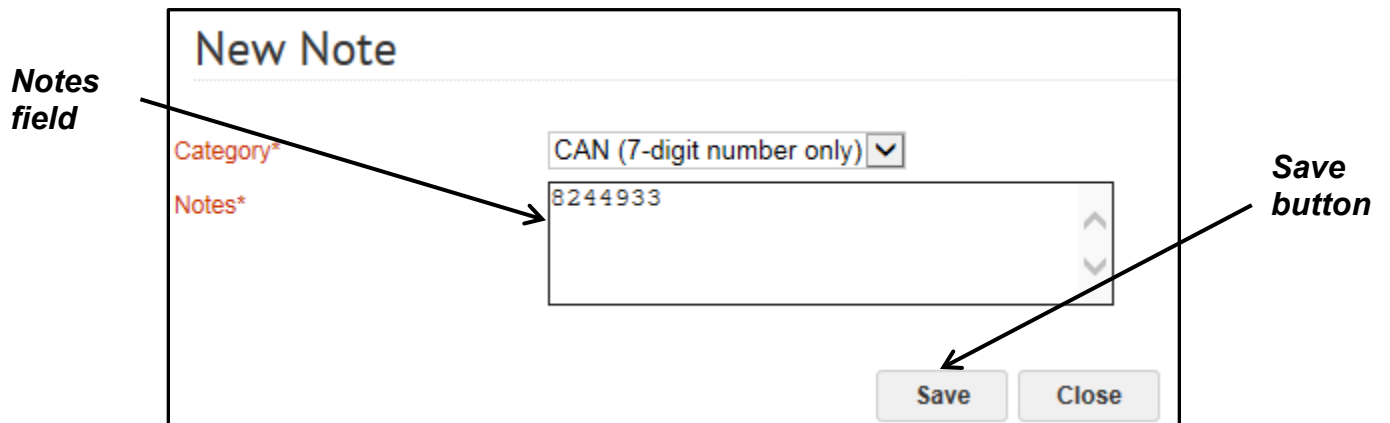 New Note
Notes
field
Category*
CAN (7-digit number only)
Notes*
8244933
Save
button
Save
Close